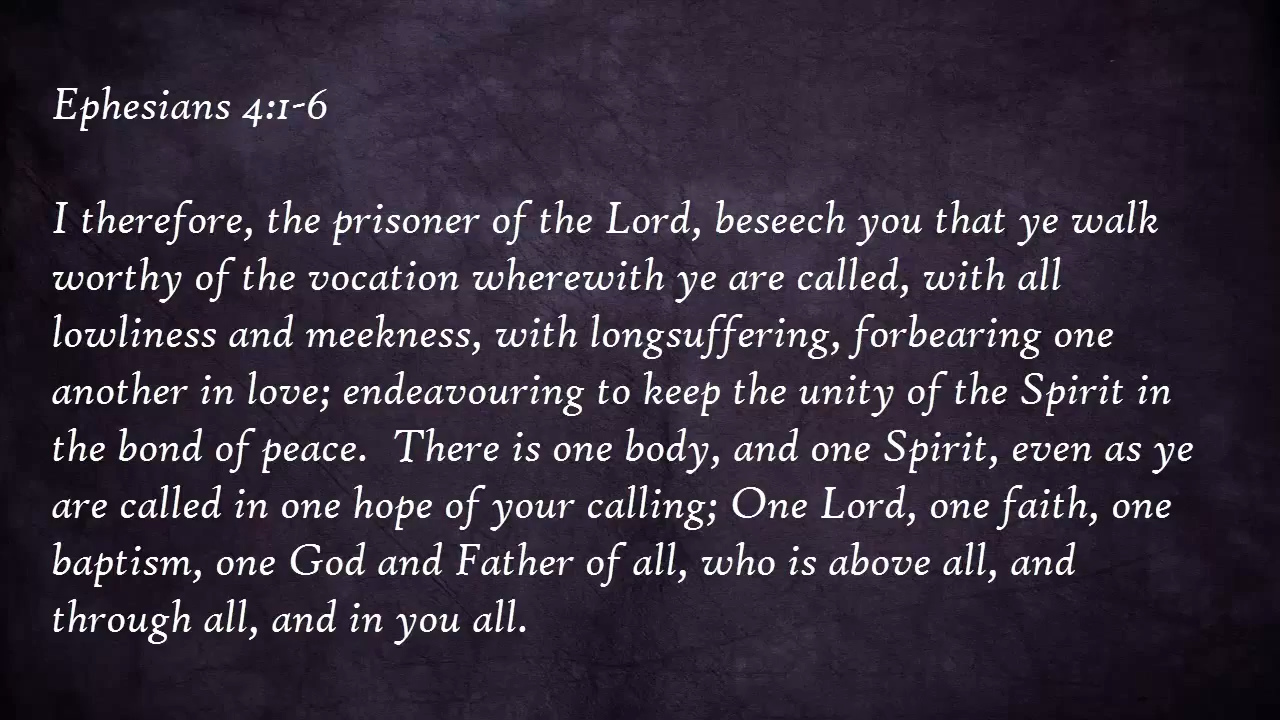 Ephesians 4:1-6
I therefore, the prisoner of the Lord, beseech you that ye walk
worthy of the vocation wherewith ye are called, with all
lowliness and meekness, with longsuffering, forbearing one
another in love; endeavouring to keep the unity of the Spirit in
the bond of peace.  There is one body, and one Spirit, even as ye
are called in one hope of your calling; One Lord, one faith, one
baptism, one God and Father of all, who is above all, and
through all, and in you all.